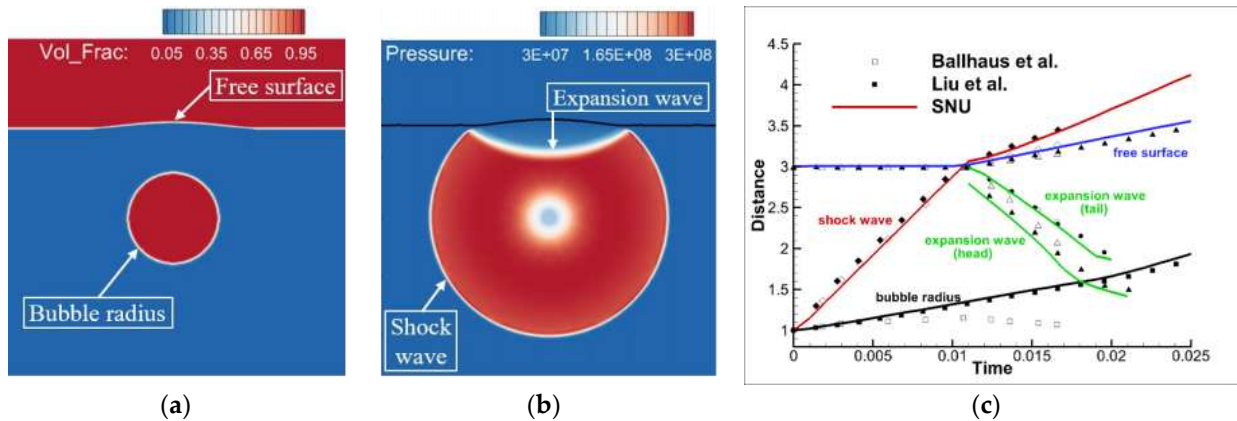 Vol_Frac: 0.05 0.35 0.65 0.95
Free surface
Bubble radius
(a)
Pressure: 3E+07 1.65E+08 3E+08
Expansion wave
Shock
wave
(b)
4.5
4
3.5
3
2.5
2
1.5
1
Distance
Ballhaus et al.
Liu et al.
SNU
free surface
shock wave
expansion wave
(tail)
expansion wave
(head)
bubble radius
0 0.005 0.01 0.015 0.02 0.025
Time
(c)